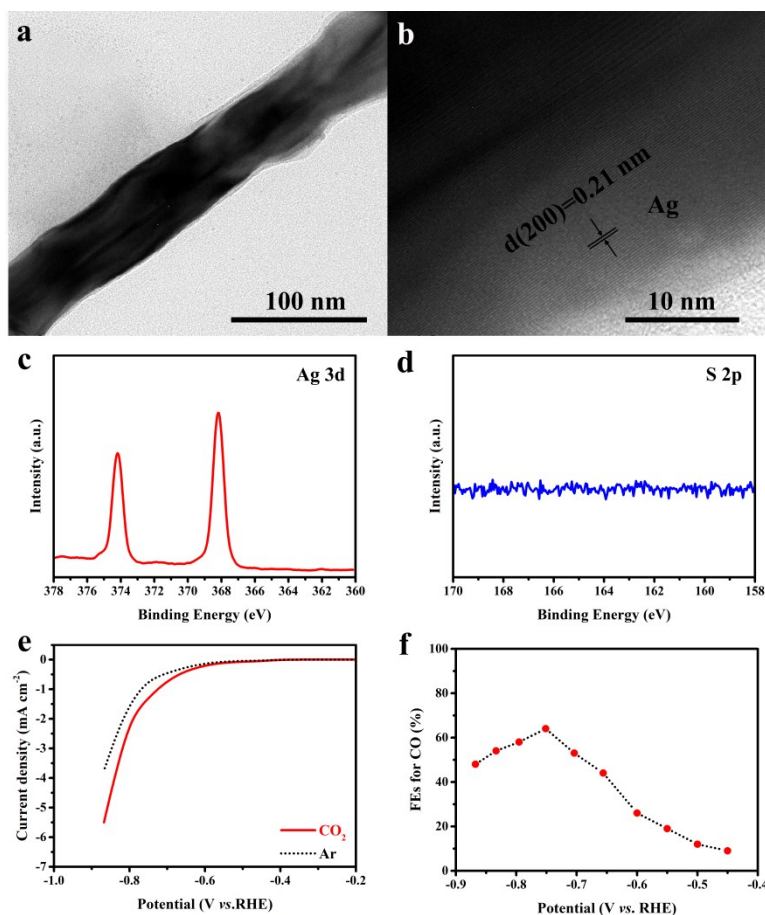 a
100 nm
b
d(200)=0.21 nm
Ag
10 nm
c
Ag 3d
Intensity (a.u.)
378 376 374 372 370 368 366 364 362 360
Binding Energy (eV)
d
S 2p
Intensity (a.u.)
170 168 166 164 162 160 158
Binding Energy (eV)
e
0
-1
-2
-3
-4
-5
-6
-7
Current density (mA cm⁻²)
CO₂
Ar
-1.0 -0.8 -0.6 -0.4 -0.2
Potential (V vs.RHE)
f
100
80
60
40
20
0
FEs for CO (%)
-0.9 -0.8 -0.7 -0.6 -0.5 -0.4
Potential (V vs. RHE)